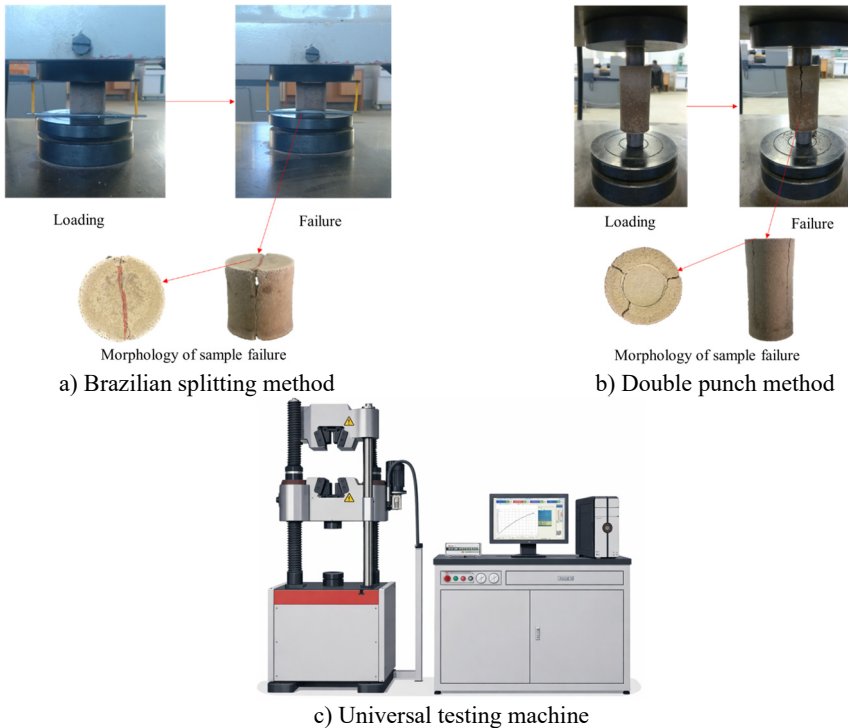 Loading
Failure
Morphology of sample failure
a) Brazilian splitting method
Loading
Failure
Morphology of sample failure
b) Double punch method
c) Universal testing machine